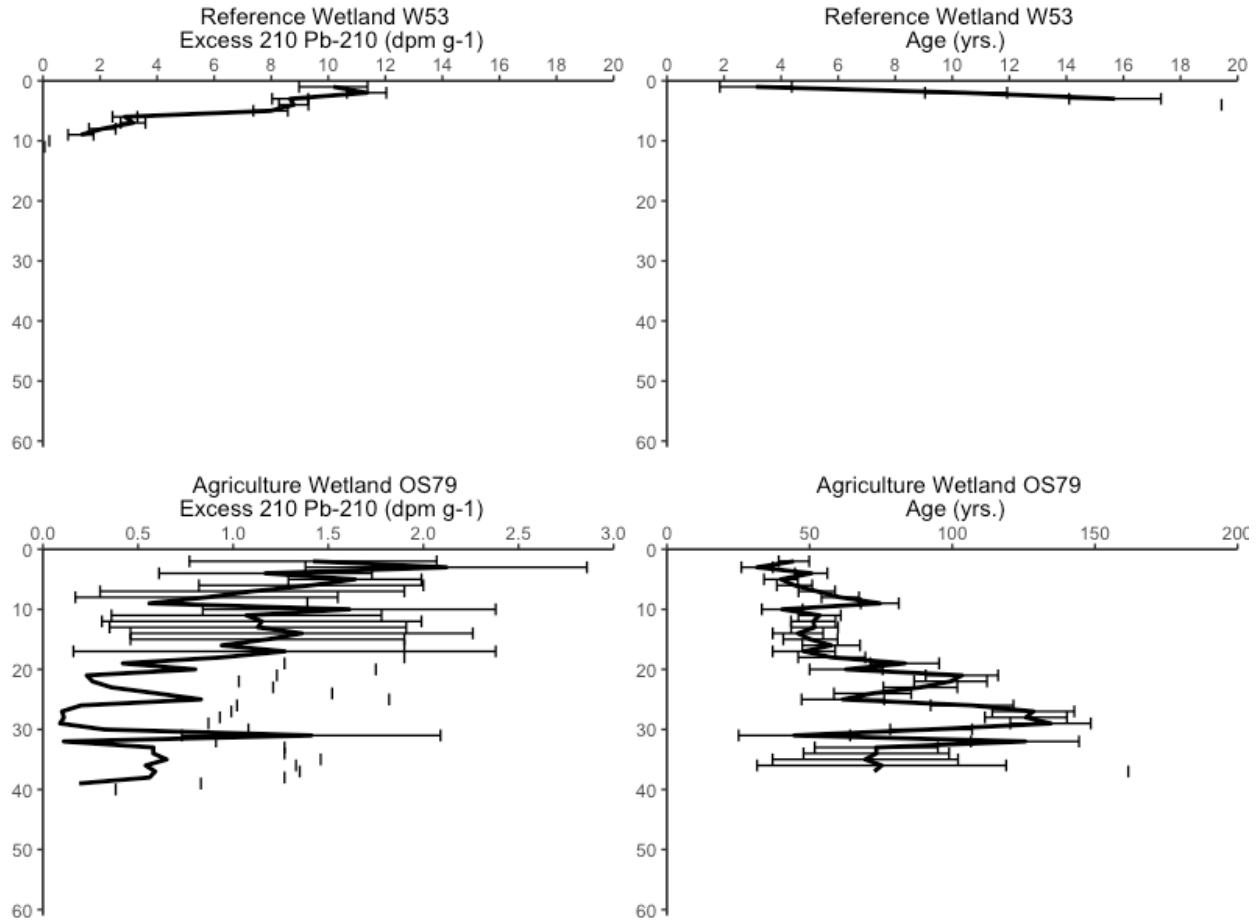 Reference Wetland W53
Excess 210 Pb-210 (dpm g-1)
0 2 4 6 8 10 12 14 16 18 20
0
10
20
30
40
50
60
Reference Wetland W53
Age (yrs.)
0 2 4 6 8 10 12 14 16 18 20
0
10
20
30
40
50
60
Agriculture Wetland OS79
Excess 210 Pb-210 (dpm g-1)
0.0 0.5 1.0 1.5 2.0 2.5 3.0
0
10
20
30
40
50
60
Agriculture Wetland OS79
Age (yrs.)
50 100 150 200
0
10
20
30
40
50
60